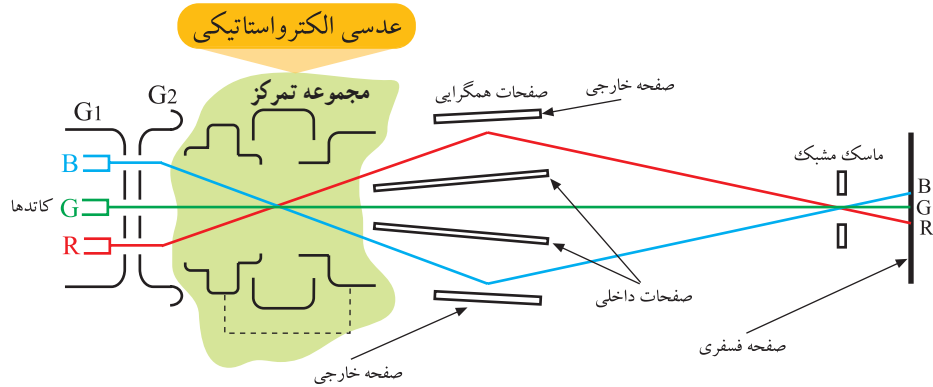 عدسی الکترواستاتیکی
مجموعه تمرکز
صفحات همگرایی
صفحه خارجی
G1
G2
ماسک مشبک
B
G
R
کاتدها
B
G
R
صفحات داخلی
صفحه فسفری
صفحه خارجی